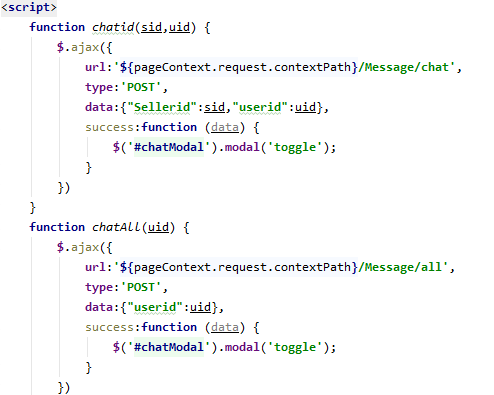 <script>
function chatid(sid,uid) {
$.ajax({
url:'${pageContext.request.contextPath}/Message/chat',
type:'POST',
data:{"Sellerid":sid,"userid":uid},
success:function (data) {
$('#chatModal').modal('toggle');
}
})
}
function chatAll(uid) {
$.ajax({
url:'${pageContext.request.contextPath}/Message/all',
type:'POST',
data:{"userid":uid},
success:function (data) {
$('#chatModal').modal('toggle');
}
})